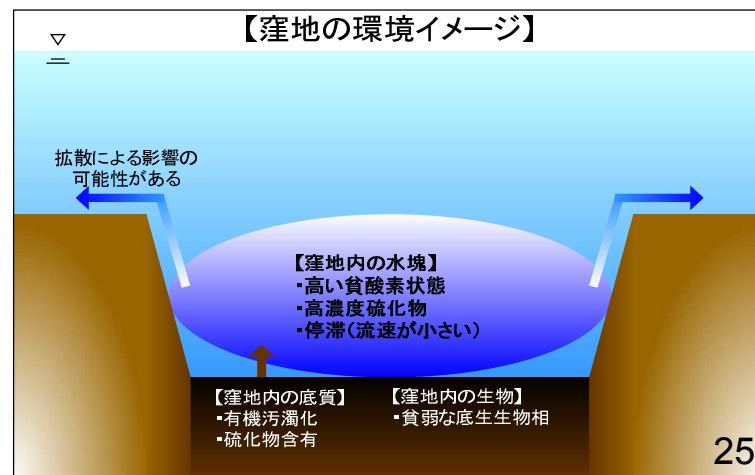 【窪地の環境イメージ】
拡散による影響の
可能性がある
【窪地内の水塊】
・高い貧酸素状態
・高濃度硫化物
・停滞(流速が小さい)
【窪地内の底質】
・有機汚濁化
・硫化物含有
【窪地内の生物】
・貧弱な底生生物相
25